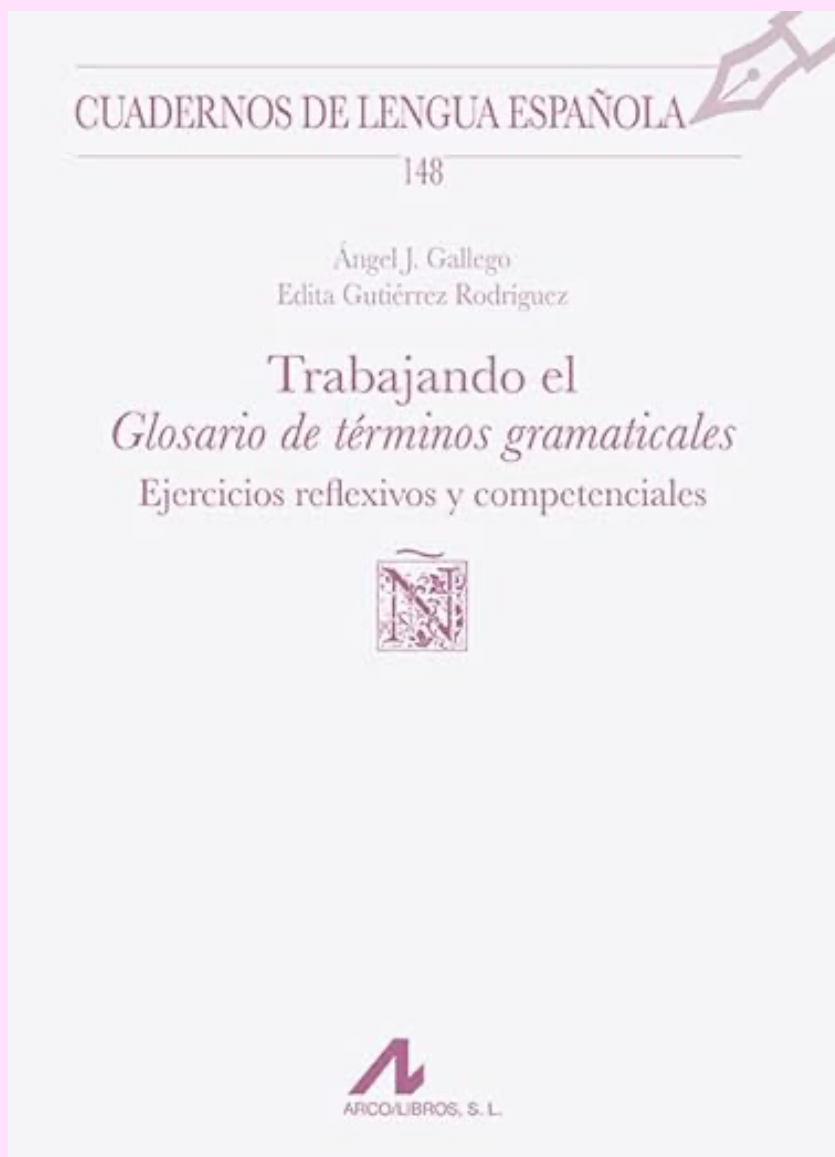 CUADERNOS DE LENGUA ESPAÑOLA
148
Ángel J. Gallego
Edita Gutiérrez Rodríguez
Trabajando el
Glosario de términos gramaticales
Ejercicios reflexivos y competenciales
Ñ
ARCO/LIBROS, S. L.